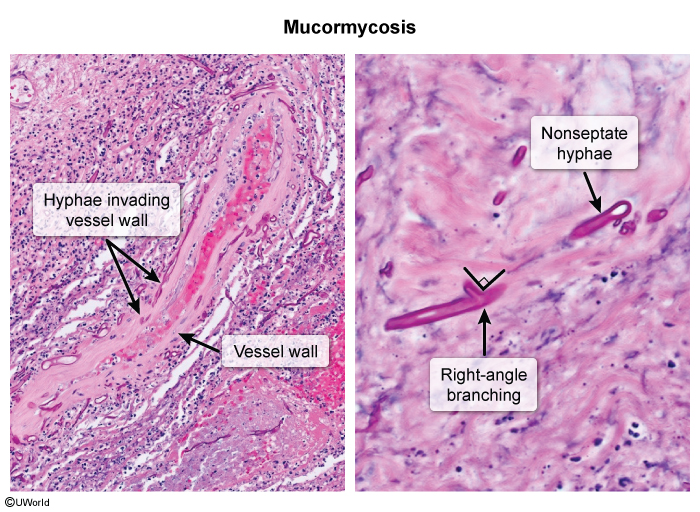 Mucormycosis
Hyphae invading
vessel wall
Vessel wall
Nonseptate
hyphae
Right-angle
branching
©UWorld